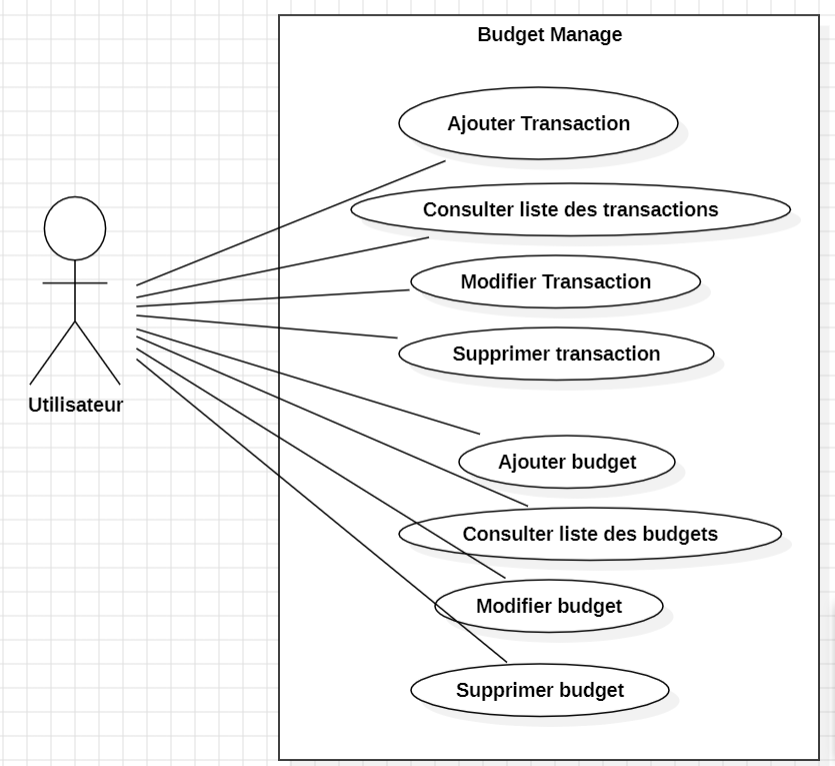 Budget Manage
Ajouter Transaction
Consulter liste des transactions
Modifier Transaction
Supprimer transaction
Utilisateur
Ajouter budget
Consulter liste des budgets
Modifier budget
Supprimer budget